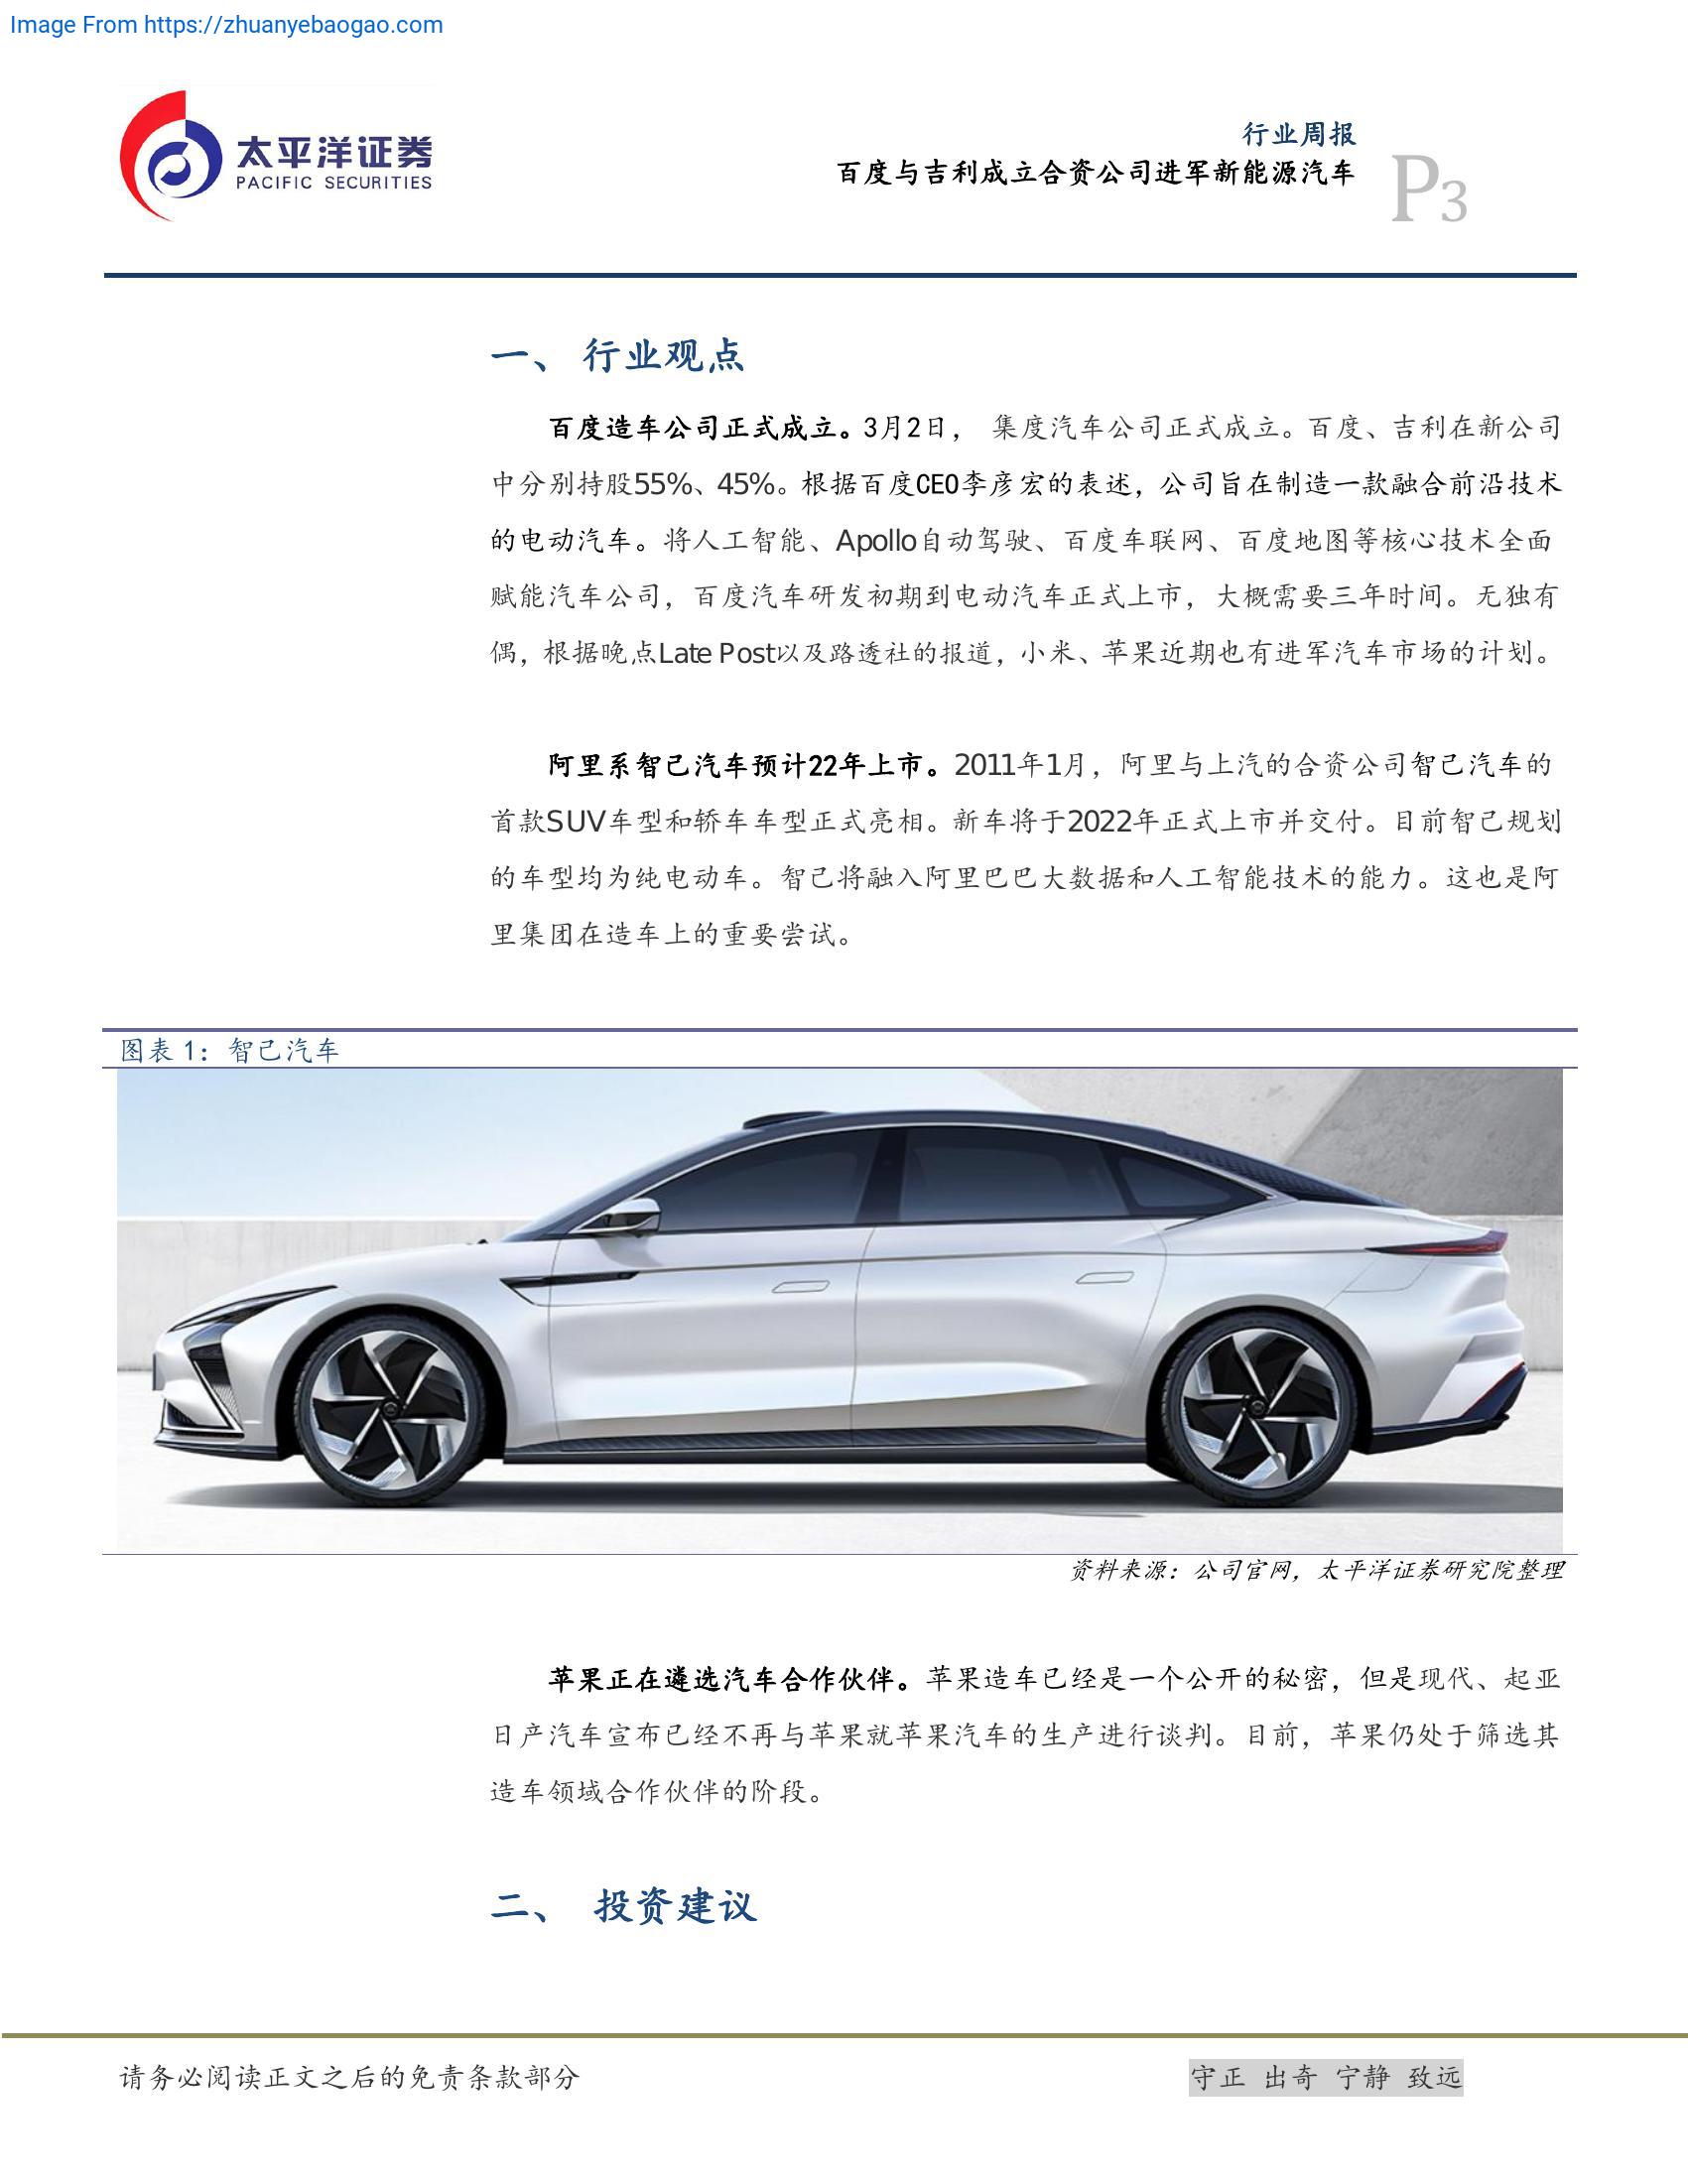 Image From https://zhuanyebaogao.com
太平洋证券
PACIFIC SECURITIES
行业周报
百度与吉利成立合资公司进军新能源汽车
P3
一、 行业观点
百度造车公司正式成立。3月2日， 集度汽车公司正式成立。百度、吉利在新公司
中分别持股55%、45%。根据百度CEO李彦宏的表述，公司旨在制造一款融合前沿技术
的电动汽车。将人工智能、Apollo自动驾驶、百度车联网、百度地图等核心技术全面
赋能汽车公司，百度汽车研发初期到电动汽车正式上市，大概需要三年时间。无独有
偶，根据晚点Late Post以及路透社的报道，小米、苹果近期也有进军汽车市场的计划。
阿里系智己汽车预计22年上市。2011年1月，阿里与上汽的合资公司智己汽车的
首款SUV车型和轿车车型正式亮相。新车将于2022年正式上市并交付。目前智己规划
的车型均为纯电动车。智己将融入阿里巴巴大数据和人工智能技术的能力。这也是阿
里集团在造车上的重要尝试。
图表 1：智己汽车
资料来源：公司官网，太平洋证券研究院整理
苹果正在遴选汽车合作伙伴。苹果造车已经是一个公开的秘密，但是现代、起亚
日产汽车宣布已经不再与苹果就苹果汽车的生产进行谈判。目前，苹果仍处于筛选其
造车领域合作伙伴的阶段。
二、 投资建议
请务必阅读正文之后的免责条款部分
守正 出奇 宁静 致远